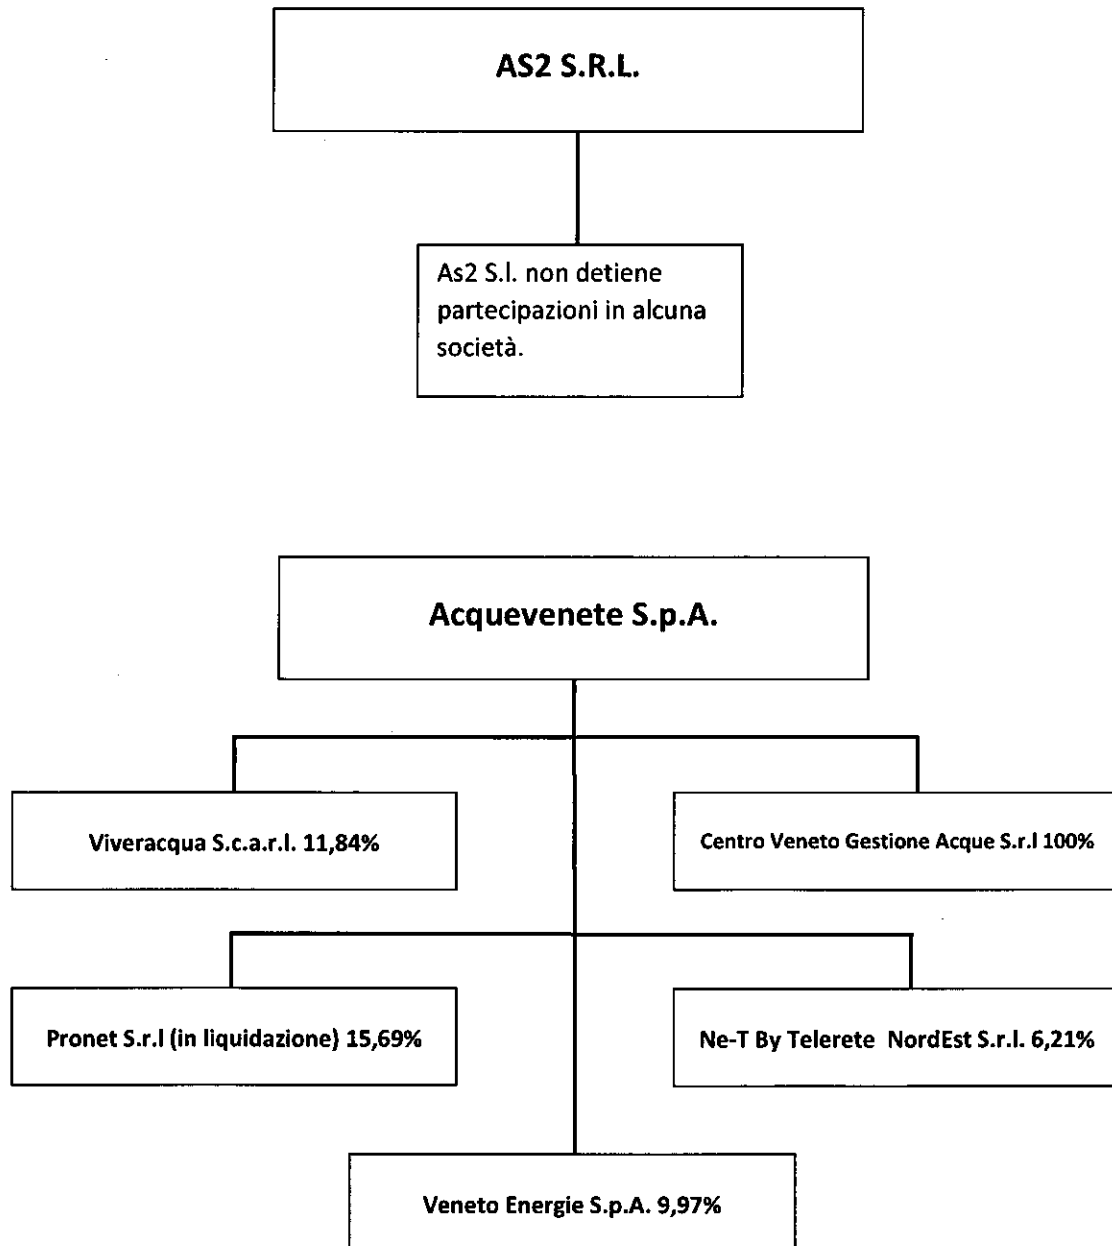 AS2 S.R.L.
As2 S.l. non detiene
partecipazioni in alcuna
società.
Acquevenete S.p.A.
Viveracqua S.c.a.r.l. 11,84%
Centro Veneto Gestione Acque S.r.l 100%
Pronet S.r.l (in liquidazione) 15,69%
Ne-T By Telerete NordEst S.r.l. 6,21%
Veneto Energie S.p.A. 9,97%